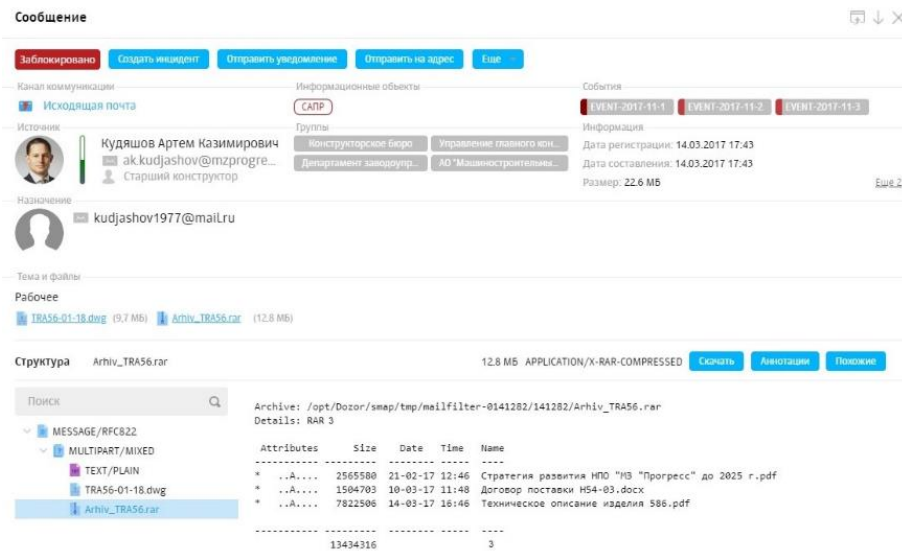 Сообщение
Заблокировано Создать инцидент Отправить уведомление Отправить на адрес Еще
Канал коммуникации Информационные объекты События
Исходящая почта САПР EVENT-2017-11-1 EVENT-2017-11-2 EVENT-2017-11-3
Источник Группы Информация
Кудяшов Артем Казимирович Конструкторское бюро Управление главного кон... Дата регистрации: 14.03.2017 17:43
ak.kudjashov@mzprogre... Департамент заводоупр... АО "Машиностроительны... Дата составления: 14.03.2017 17:43
Старший конструктор Размер: 22.6 МБ Еще 2
Назначение
kudjashov1977@mail.ru
Тема и файлы
Рабочее
TRA56-01-18.dwg (9,7 МБ) Arhiv_TRA56.rar (12.8 МБ)
Структура Arhiv_TRA56.rar 12.8 МБ APPLICATION/X-RAR-COMPRESSED Скачать Аннотации Похожие
Поиск
MESSAGE/RFC822
MULTIPART/MIXED
TEXT/PLAIN
TRA56-01-18.dwg
Arhiv_TRA56.rar
Archive: /opt/Dozor/smap/tmp/mailfilter-0141282/141282/Arhiv_TRA56.rar
Details: RAR 3
Attributes Size Date Time Name
----------- --------- -------- ----- ----
* ..A.... 2565580 21-02-17 12:46 Стратегия развития НПО "МЗ "Прогресс" до 2025 г.pdf
* ..A.... 1504703 10-03-17 11:48 Договор поставки Н54-03.docx
* ..A.... 7822506 14-03-17 16:46 Техническое описание изделия 586.pdf
----------- --------- -------- ----- ----
13434316 3